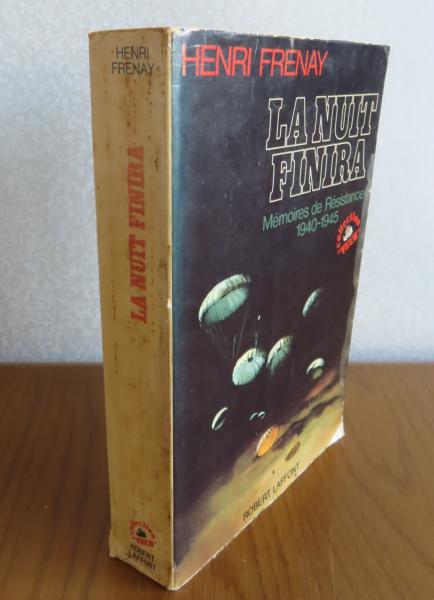 HENRI
FRENAY
LA NUIT FINIRA
ROBERT
LAFFONT
HENRI FRENAY
LA NUIT
FINIRA
Mémoires de Résistance
1940-1945
collection
ROBERT LAFFONT